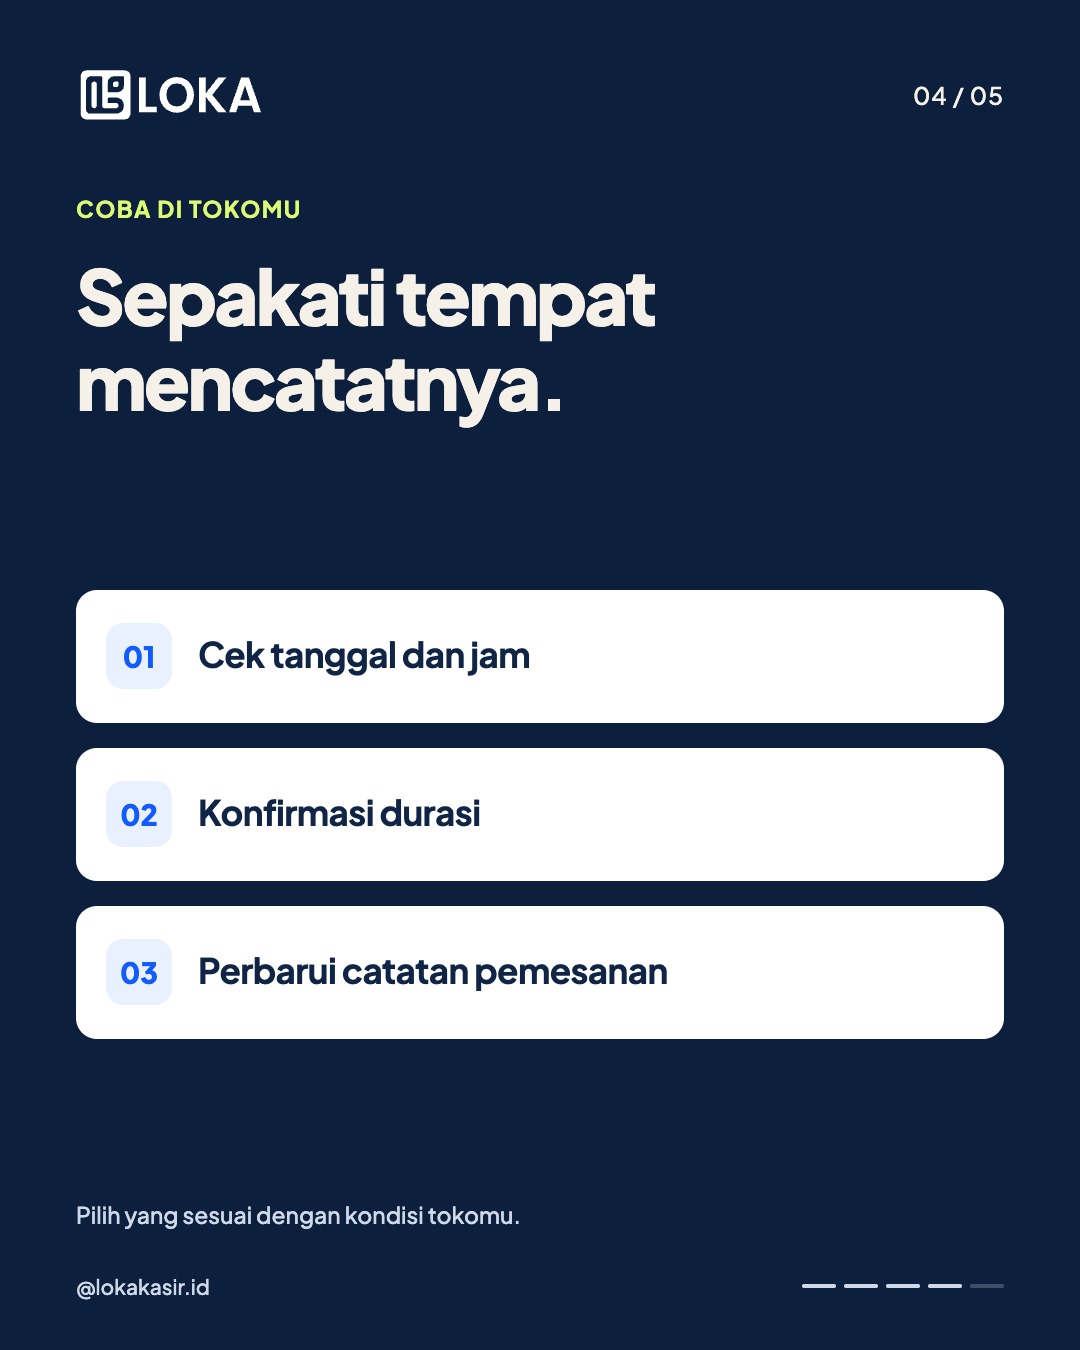 LOKA
04 / 05
COBA DI TOKOMU
Sepakati tempat
mencatatnya.
01 Cek tanggal dan jam
02 Konfirmasi durasi
03 Perbarui catatan pemesanan
Pilih yang sesuai dengan kondisi tokomu.
@lokakasir.id